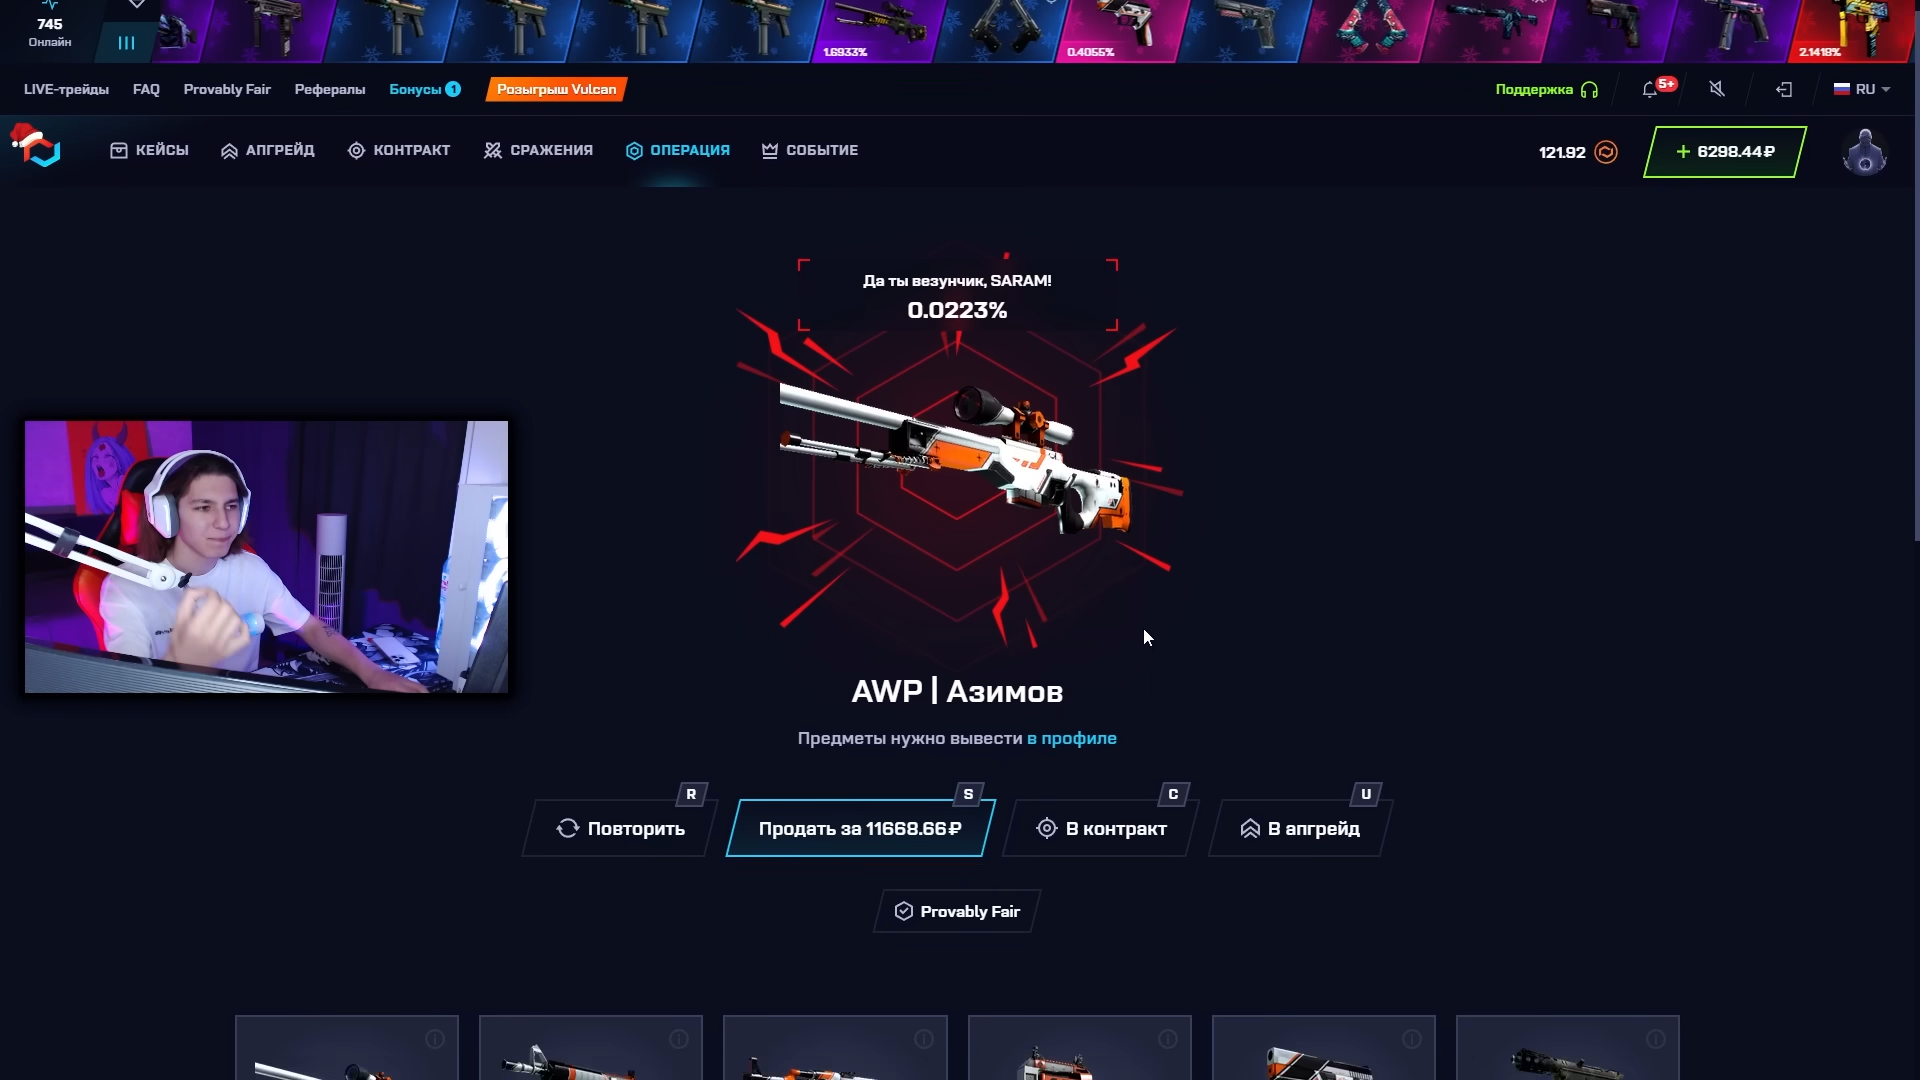 745
Онлайн
1.6933%
0.4055%
2.1418%
LIVE-трейды
FAQ
Provably Fair
Рефералы
Бонусы 1
Розыгрыш Vulcan
Поддержка
5+
RU
КЕЙСЫ
АПГРЕЙД
КОНТРАКТ
СРАЖЕНИЯ
ОПЕРАЦИЯ
СОБЫТИЕ
121.92
+ 6298.44₽
Да ты везунчик, SARAM!
0.0223%
AWP | Азимов
Предметы нужно вывести в профиле
R
Повторить
S
Продать за 11668.66₽
C
В контракт
U
В апгрейд
Provably Fair